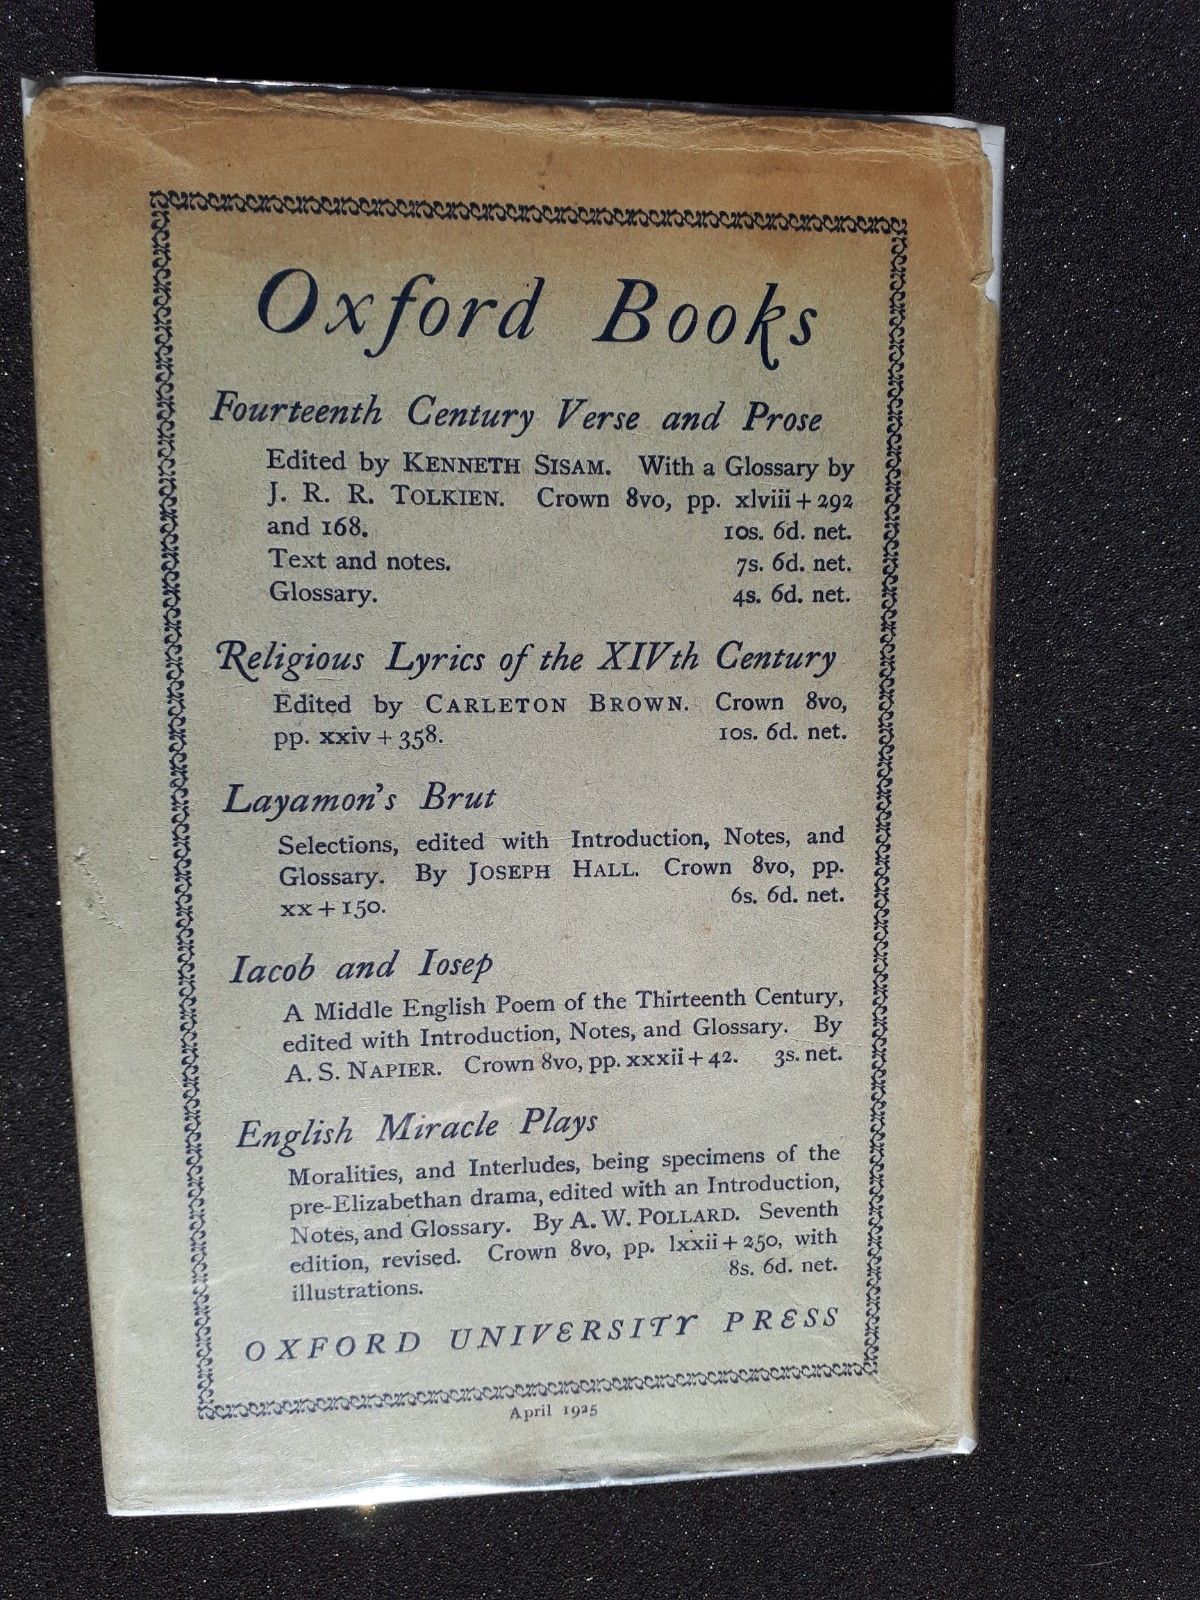 Oxford Books
Fourteenth Century Verse and Prose
Edited by KENNETH SISAM. With a Glossary by
J. R. R. TOLKIEN. Crown 8vo, pp. xlviii + 292
and 168. 10s. 6d. net.
Text and notes. 7s. 6d. net.
Glossary. 4s. 6d. net.
Religious Lyrics of the XIVth Century
Edited by CARLETON BROWN. Crown 8vo,
pp. xxiv + 358. 10s. 6d. net.
Layamon's Brut
Selections, edited with Introduction, Notes, and
Glossary. By JOSEPH HALL. Crown 8vo, pp.
xx + 150. 6s. 6d. net.
Iacob and Iosep
A Middle English Poem of the Thirteenth Century,
edited with Introduction, Notes, and Glossary. By
A. S. NAPIER. Crown 8vo, pp. xxxii + 42. 3s. net.
English Miracle Plays
Moralities, and Interludes, being specimens of the
pre-Elizabethan drama, edited with an Introduction,
Notes, and Glossary. By A. W. POLLARD. Seventh
edition, revised. Crown 8vo, pp. lxxii + 250, with
illustrations. 8s. 6d. net.
OXFORD UNIVERSITY PRESS
April 1925